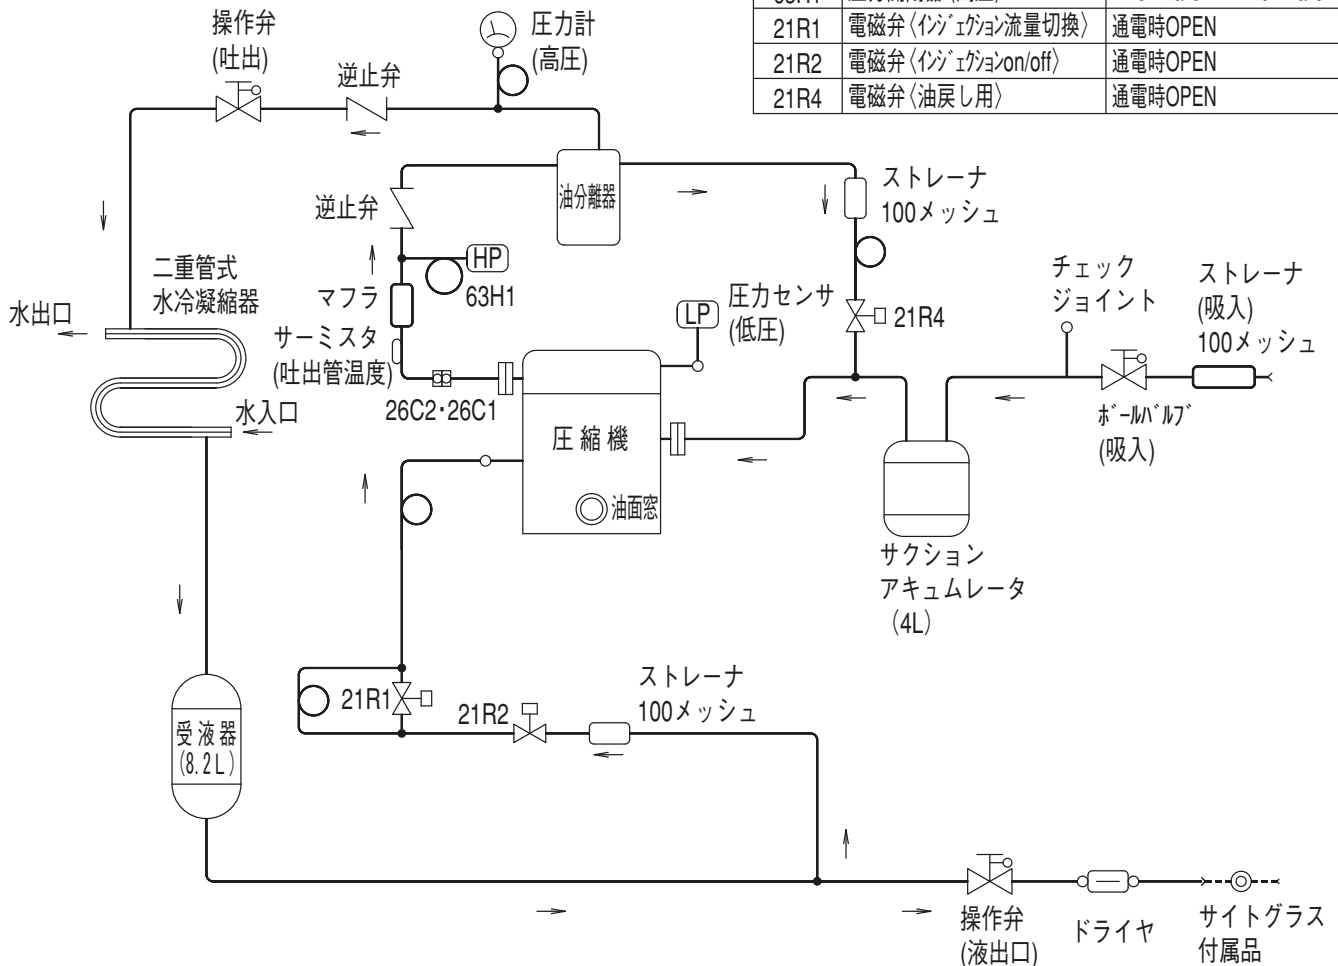 21R1 電磁弁〈インジェクション流量切換〉 通電時OPEN
21R2 電磁弁〈インジェクションon/off〉 通電時OPEN
21R4 電磁弁〈油戻し用〉 通電時OPEN
操作弁
(吐出)
逆止弁
圧力計
(高圧)
油分離器
ストレーナ
100メッシュ
逆止弁
HP
63H1
マフラ
サーミスタ
(吐出管温度)
26C2・26C1
二重管式
水冷凝縮器
水出口
水入口
LP
圧力センサ
(低圧)
21R4
チェック
ジョイント
ストレーナ
(吸入)
100メッシュ
ボールバルブ
(吸入)
圧縮機
油面窓
サクション
アキュムレータ
(4L)
21R1
21R2
ストレーナ
100メッシュ
受液器
(8.2L)
操作弁
(液出口)
ドライヤ
サイトグラス
付属品